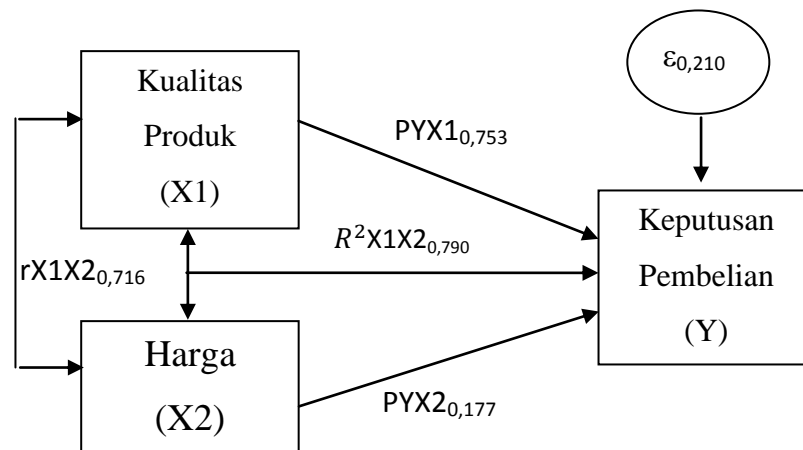 Kualitas
Produk
(X1)
ε0,210
PYX10,753
rX1X20,716
R²X1X20,790
Keputusan
Pembelian
(Y)
Harga
(X2)
PYX20,177